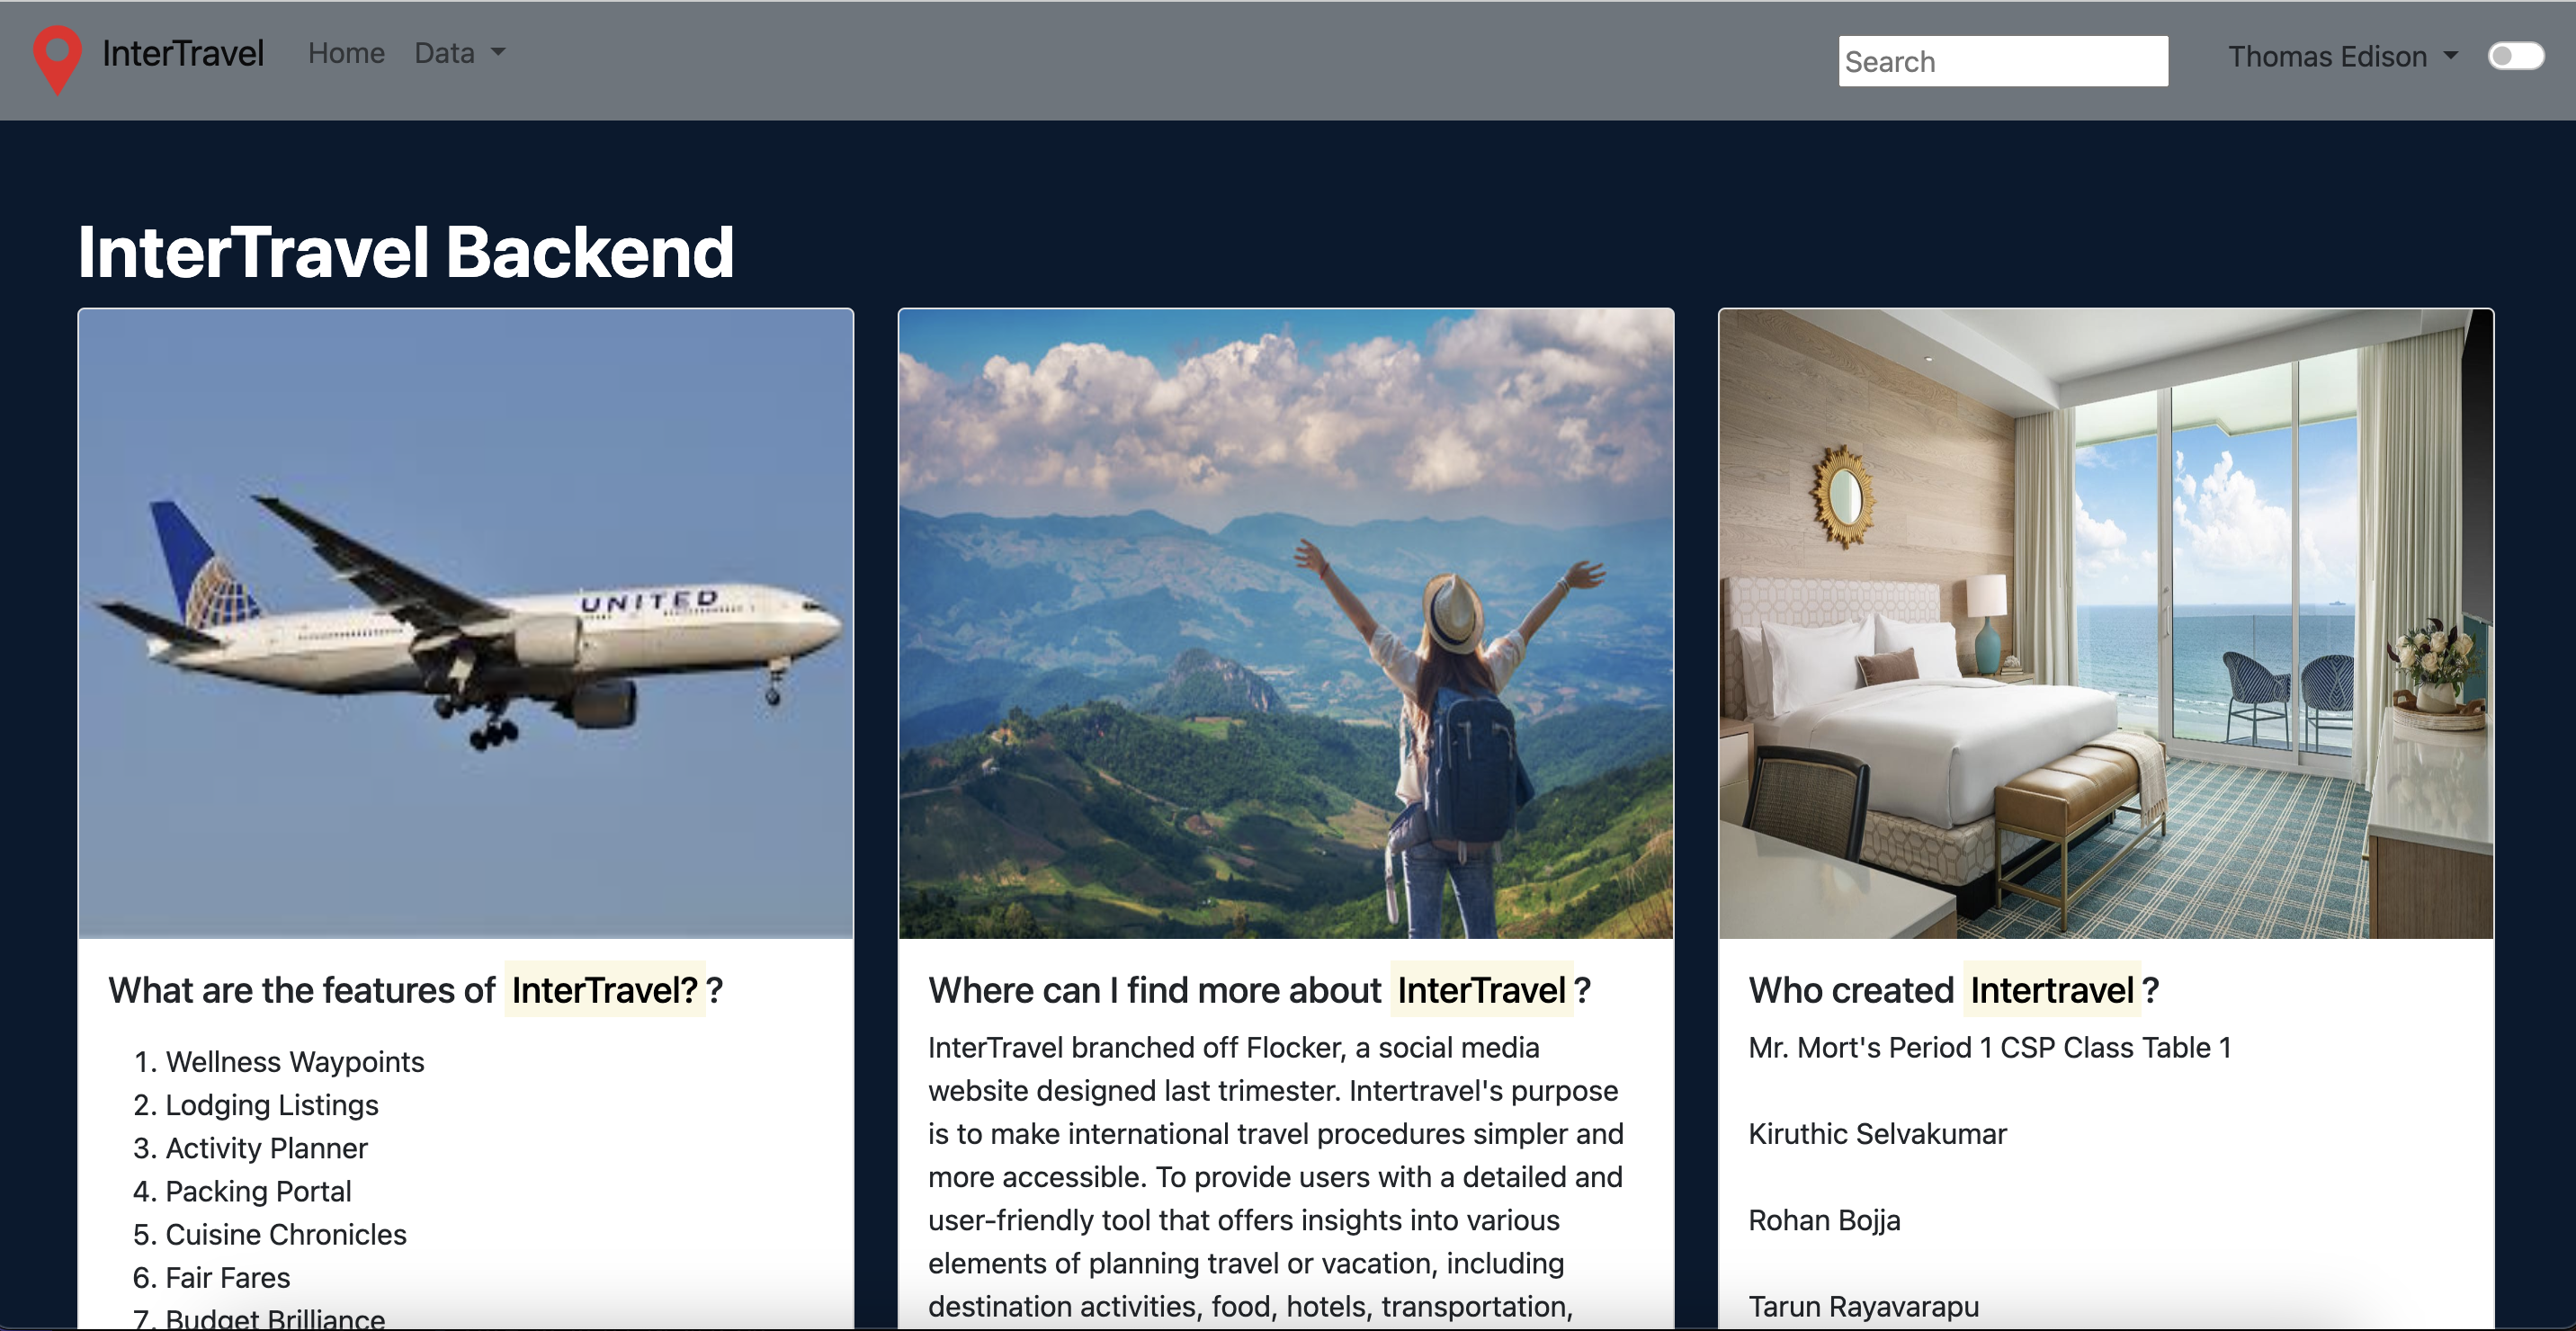 InterTravel Home Data Search Thomas Edison
InterTravel Backend
UNITED
What are the features of InterTravel??
1. Wellness Waypoints
2. Lodging Listings
3. Activity Planner
4. Packing Portal
5. Cuisine Chronicles
6. Fair Fares
7. Budget Brilliance
Where can I find more about InterTravel?
InterTravel branched off Flocker, a social media
website designed last trimester. Intertravel's purpose
is to make international travel procedures simpler and
more accessible. To provide users with a detailed and
user-friendly tool that offers insights into various
elements of planning travel or vacation, including
destination activities, food, hotels, transportation,
Who created Intertravel?
Mr. Mort's Period 1 CSP Class Table 1
Kiruthic Selvakumar
Rohan Bojja
Tarun Rayavarapu